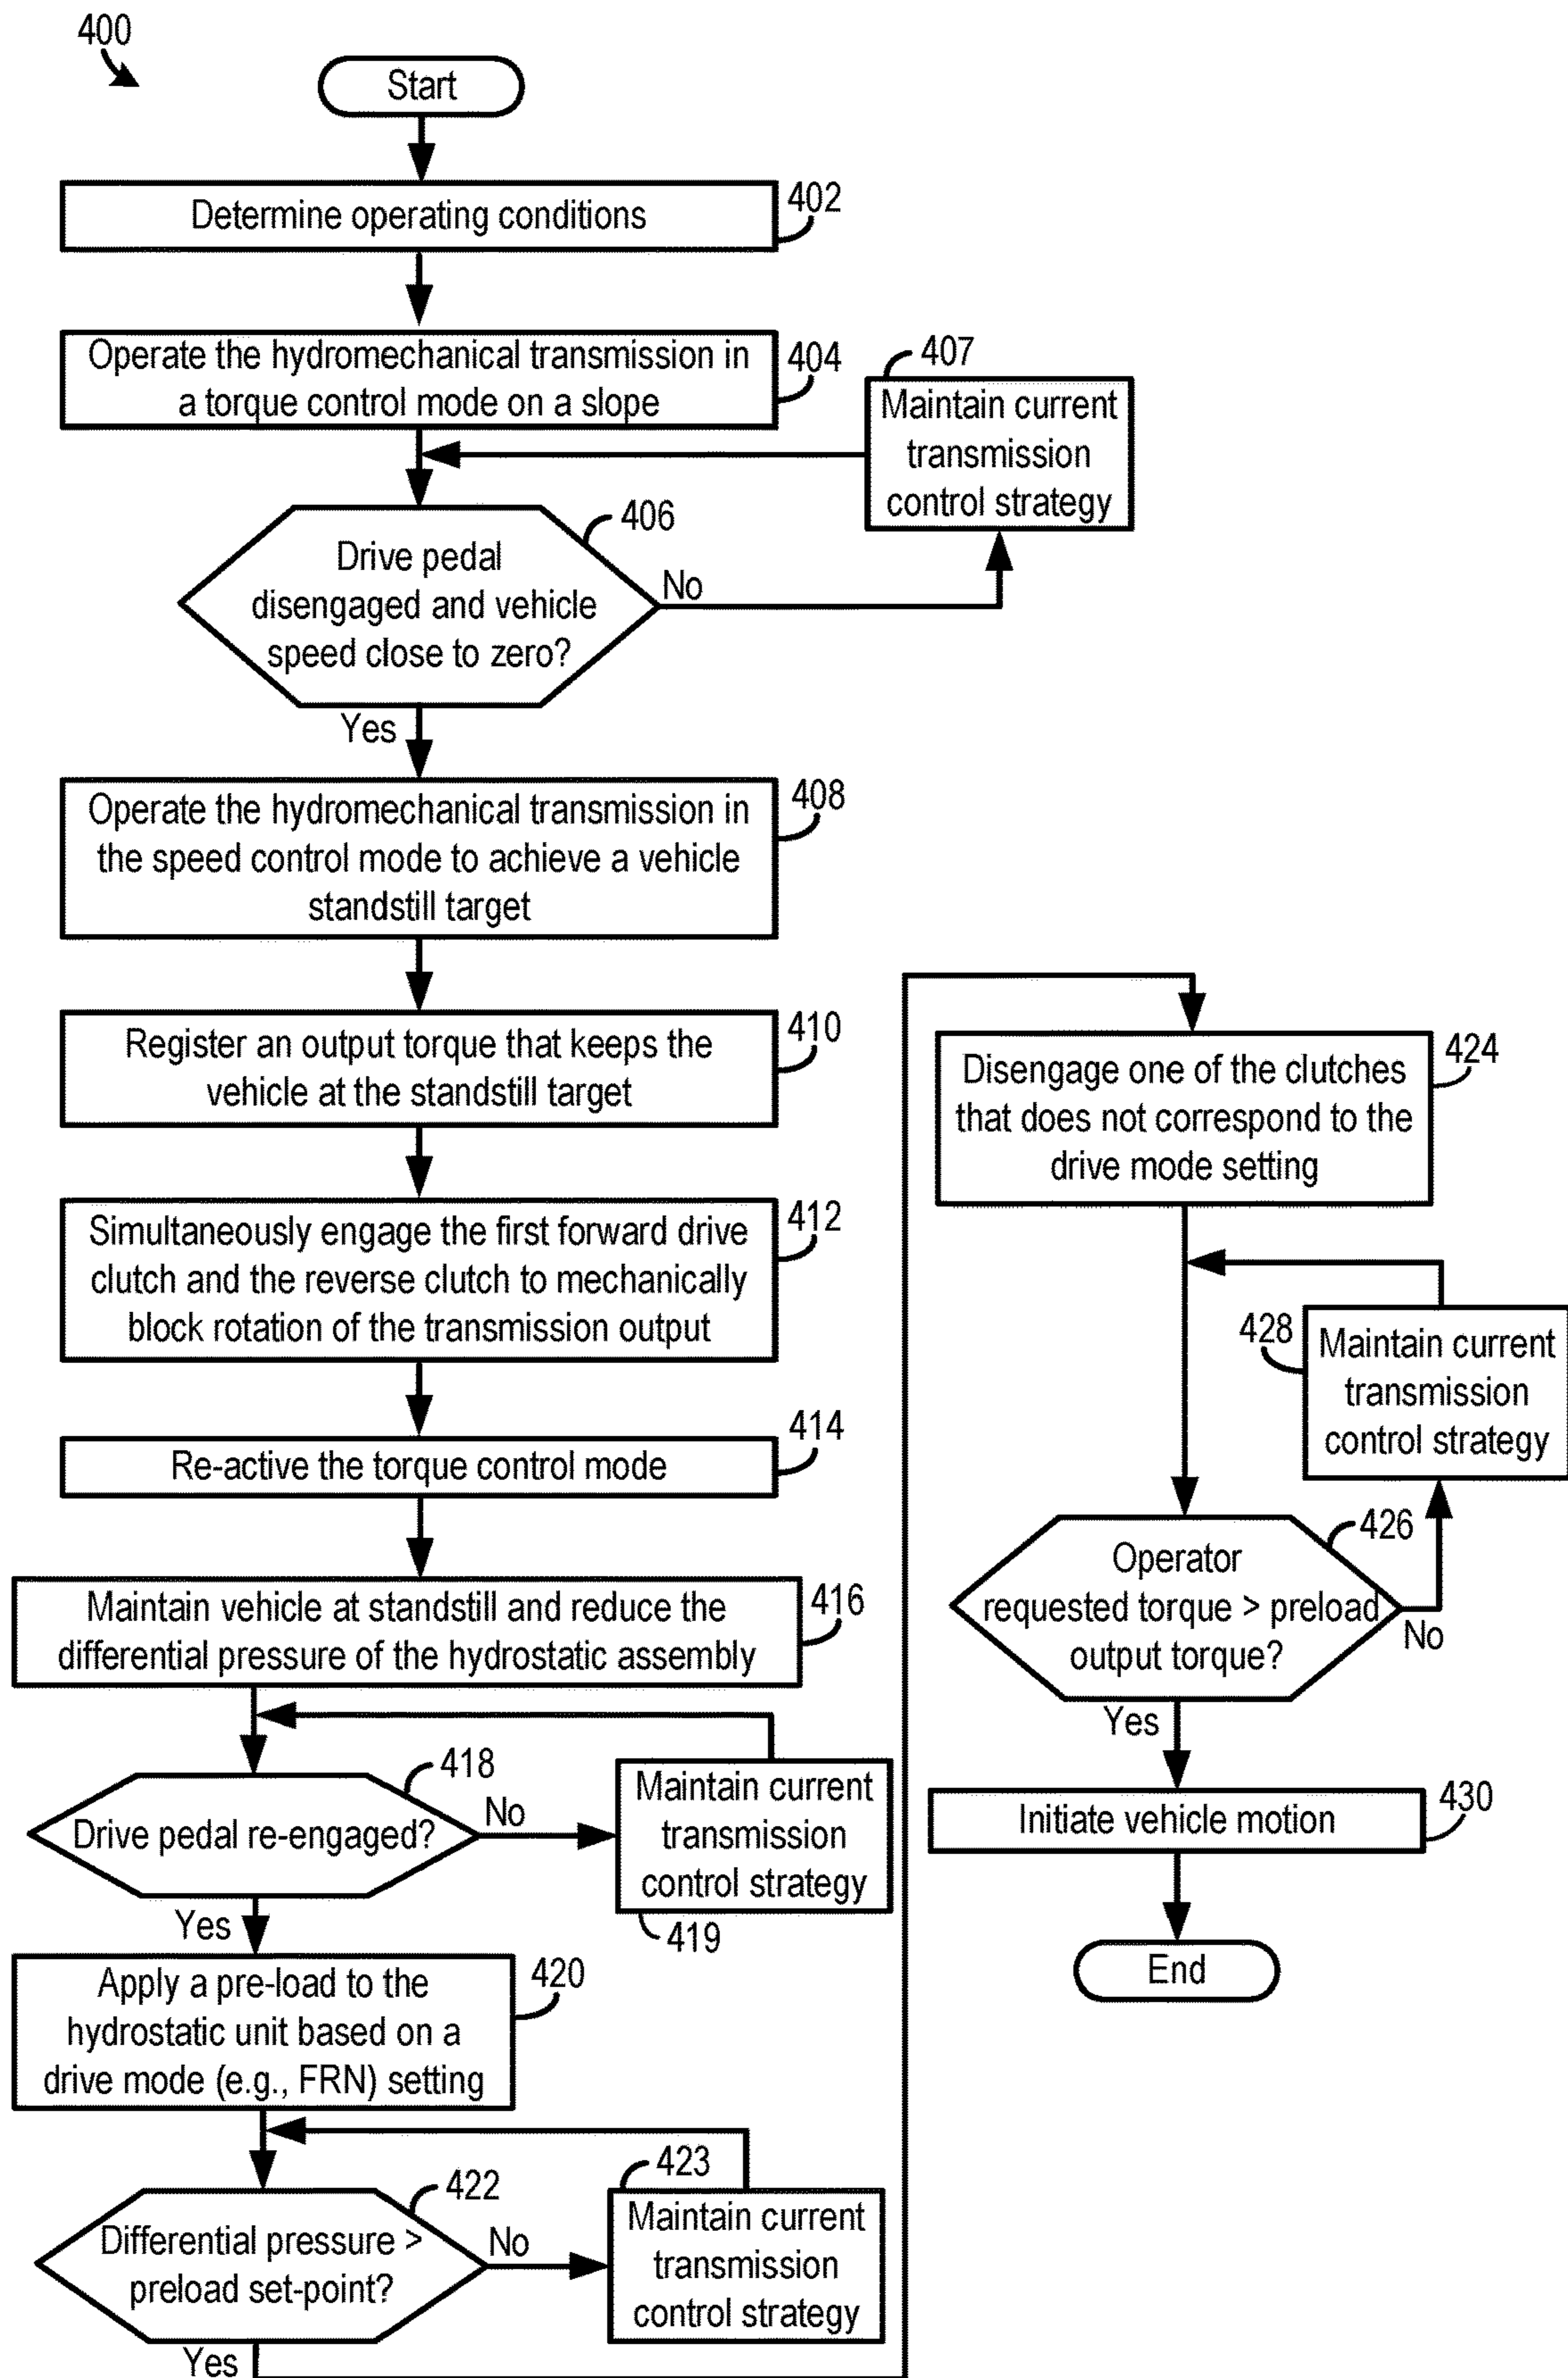 400
Start
Determine operating conditions
402
Operate the hydromechanical transmission in
a torque control mode on a slope
404
407
Maintain current
transmission
control strategy
406
Drive pedal
disengaged and vehicle
speed close to zero?
No
Yes
Operate the hydromechanical transmission in
the speed control mode to achieve a vehicle
standstill target
408
Register an output torque that keeps the
vehicle at the standstill target
410
Simultaneously engage the first forward drive
clutch and the reverse clutch to mechanically
block rotation of the transmission output
412
Re-active the torque control mode
414
Maintain vehicle at standstill and reduce the
differential pressure of the hydrostatic assembly
416
418
Drive pedal re-engaged?
No
Maintain current
transmission
control strategy
419
Yes
Apply a pre-load to the
hydrostatic unit based on a
drive mode (e.g., FRN) setting
420
422
Differential pressure >
preload set-point?
No
423
Maintain current
transmission
control strategy
Yes
Disengage one of the clutches
that does not correspond to the
drive mode setting
424
428
Maintain current
transmission
control strategy
426
Operator
requested torque > preload
output torque?
No
Yes
Initiate vehicle motion
430
End